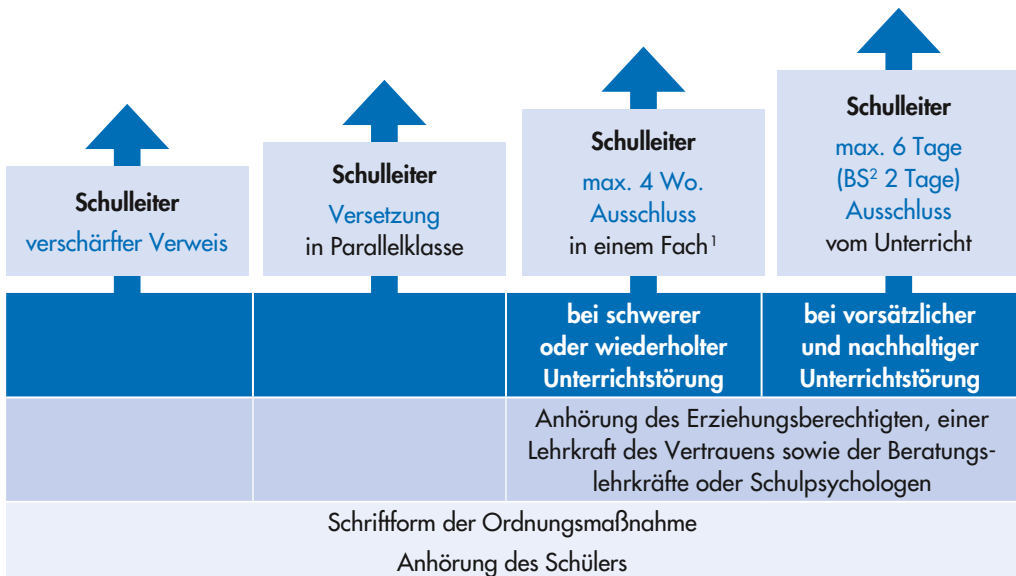 Schulleiter
verschärfter Verweis
Schulleiter
Versetzung
in Parallelklasse
Schulleiter
max. 4 Wo.
Ausschluss
in einem Fach¹
Schulleiter
max. 6 Tage
(BS² 2 Tage)
Ausschluss
vom Unterricht
bei schwerer
oder wiederholter
Unterrichtstörung
bei vorsätzlicher
und nachhaltiger
Unterrichtstörung
Anhörung des Erziehungsberechtigten, einer
Lehrkraft des Vertrauens sowie der Beratungs-
lehrkräfte oder Schulpsychologen
Schriftform der Ordnungsmaßnahme
Anhörung des Schülers